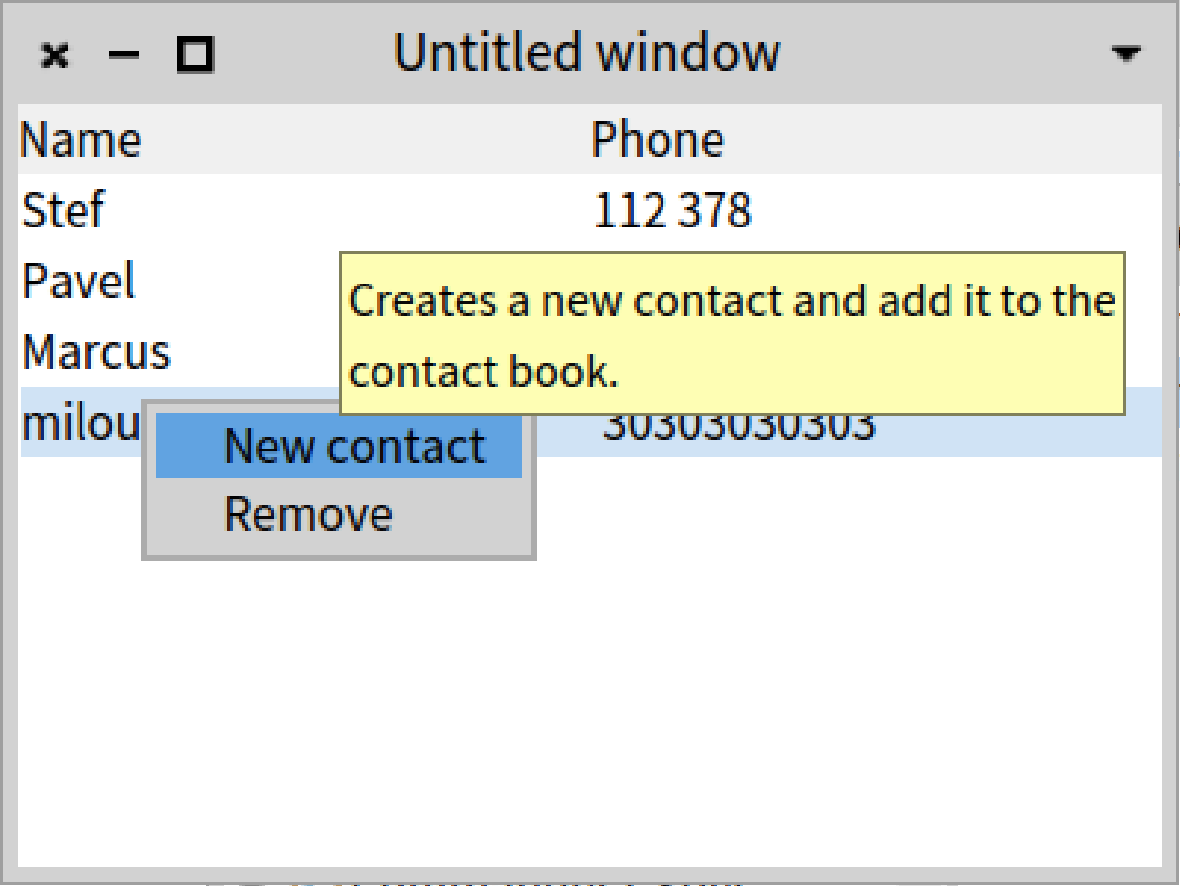 Untitled window
Name Phone
Stef 112 378
Pavel
Creates a new contact and add it to the
contact book.
Marcus
milou 30303030303
New contact
Remove